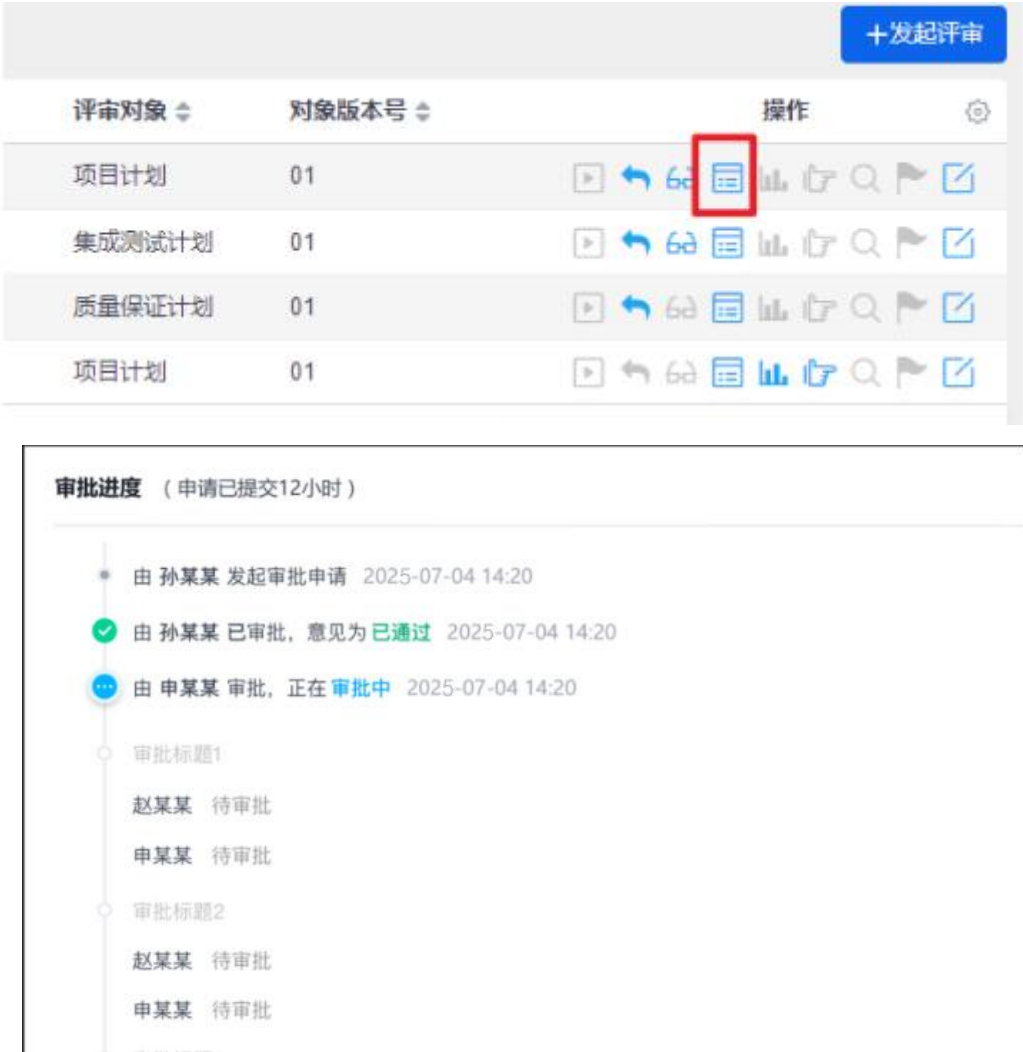 +发起评审
评审对象 对象版本号 操作
项目计划 01
集成测试计划 01
质量保证计划 01
项目计划 01
审批进度 (申请已提交12小时)
由 孙某某 发起审批申请 2025-07-04 14:20
由 孙某某 已审批,意见为 已通过 2025-07-04 14:20
由 申某某 审批,正在 审批中 2025-07-04 14:20
审批标题1
赵某某 待审批
申某某 待审批
审批标题2
赵某某 待审批
申某某 待审批